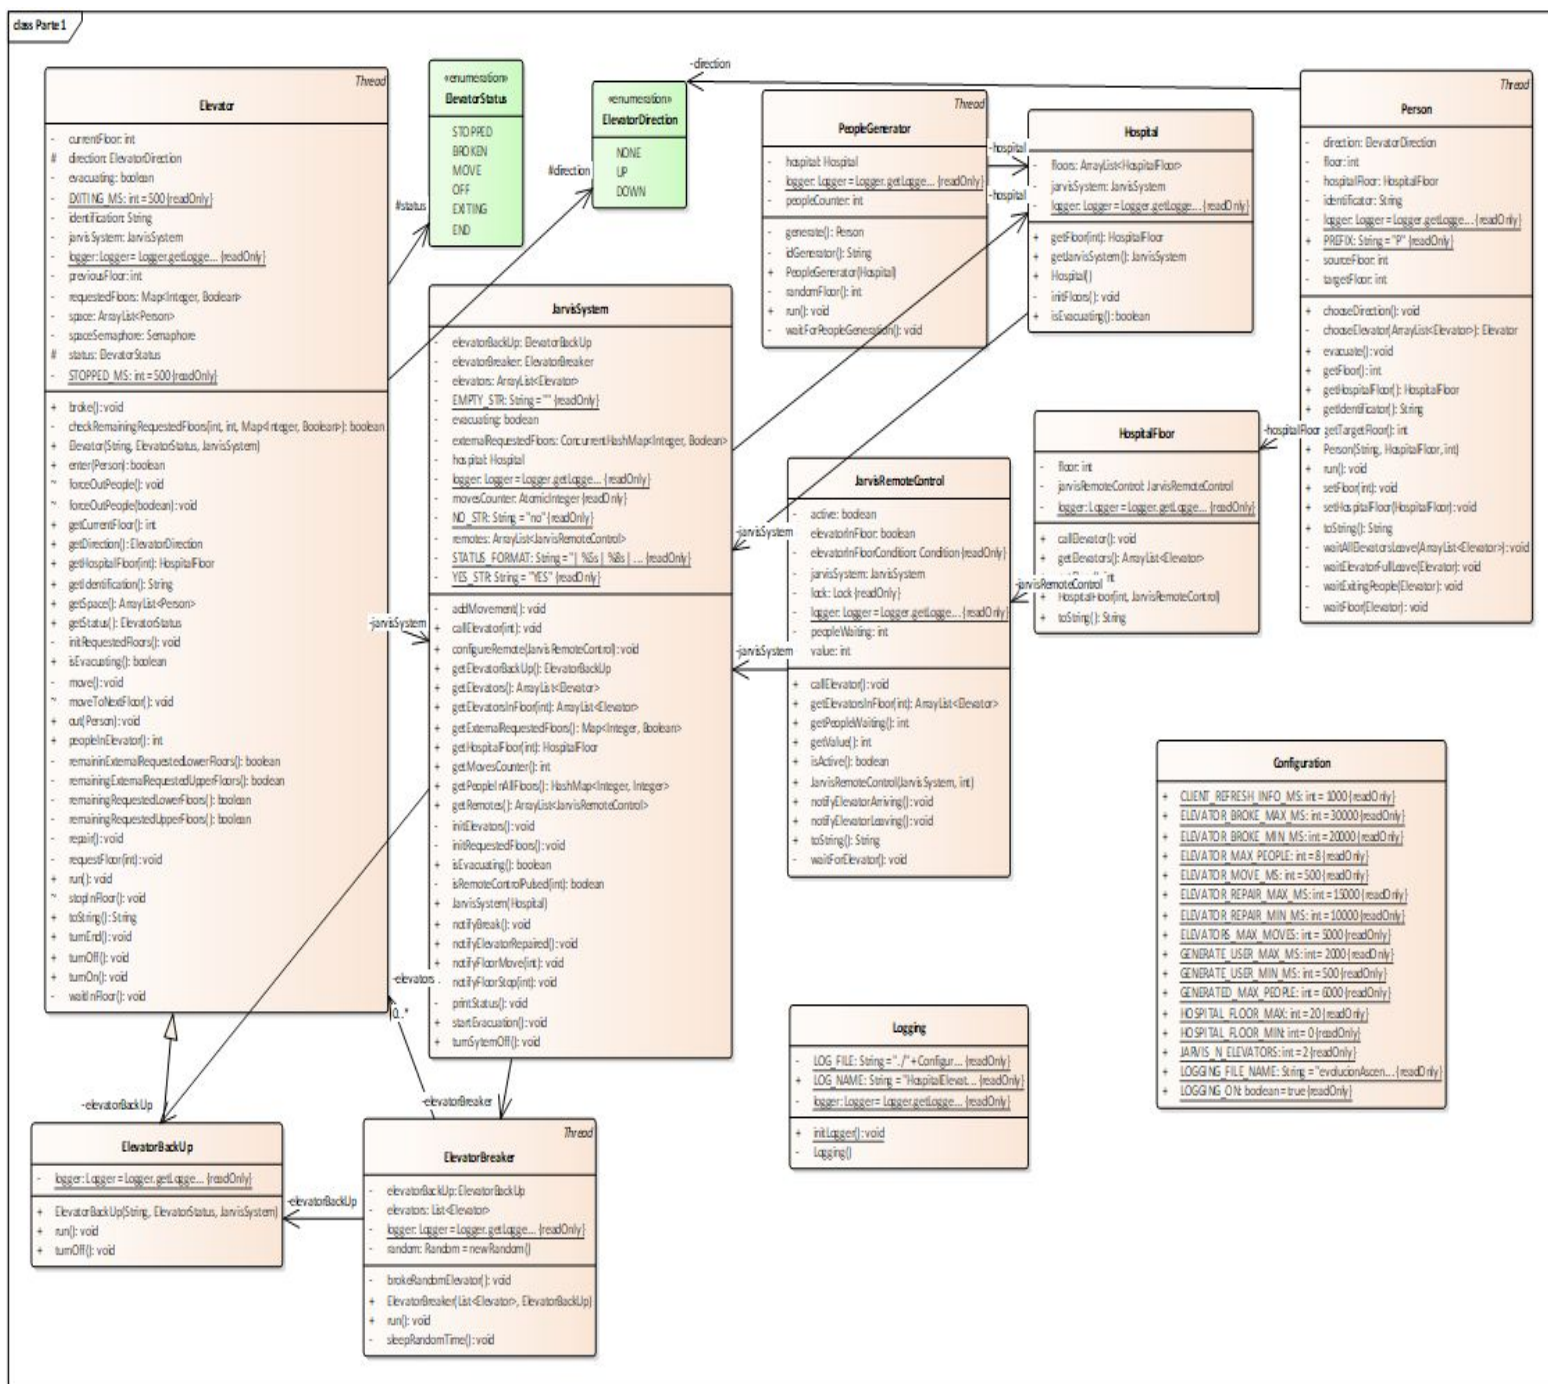 class Parte 1
Thread
Elevator
- currentFloor: int
# direction: ElevatorDirection
- evacuating: boolean
- EXITING_MS: int = 500 {readOnly}
- identification: String
- jarvisSystem: JarvisSystem
- logger: Logger = Logger.getLogge... {readOnly}
- previousFloor: int
- requestedFloors: Map<Integer, Boolean>
- space: ArrayList<Person>
- spaceSemaphore: Semaphore
# status: ElevatorStatus
- STOPPED_MS: int = 500 {readOnly}
+ broke(): void
- checkRemainingRequestedFloors(int, int, Map<Integer, Boolean>): boolean
+ Elevator(String, ElevatorStatus, JarvisSystem)
+ enter(Person): boolean
~ forceOutPeople(): void
~ forceOutPeople(boolean): void
+ getCurrentFloor(): int
+ getDirection(): ElevatorDirection
+ getHospitalFloor(int): HospitalFloor
+ getIdentification(): String
+ getSpace(): ArrayList<Person>
+ getStatus(): ElevatorStatus
- initRequestedFloors(): void
+ isEvacuating(): boolean
- move(): void
~ moveToNextFloor(): void
+ out(Person): void
+ peopleInElevator(): int
- remaininExternalRequestedLowerFloors(): boolean
- remainingExternalRequestedUpperFloors(): boolean
- remainingRequestedLowerFloors(): boolean
- remainingRequestedUpperFloors(): boolean
- repair(): void
- requestFloor(int): void
+ run(): void
~ stopInFloor(): void
+ toString(): String
+ turnEnd(): void
+ turnOff(): void
+ turnOn(): void
- waitInFloor(): void
«enumeration»
ElevatorStatus
STOPPED
BROKEN
MOVE
OFF
EXITING
END
#status
«enumeration»
ElevatorDirection
NONE
UP
DOWN
#direction
-direction
Thread
PeopleGenerator
- hospital: Hospital
- logger: Logger = Logger.getLogge... {readOnly}
- peopleCounter: int
- generate(): Person
- idGenerator(): String
+ PeopleGenerator(Hospital)
- randomFloor(): int
+ run(): void
- waitForPeopleGeneration(): void
-hospital
-hospital
Hospital
- floors: ArrayList<HospitalFloor>
- jarvisSystem: JarvisSystem
- logger: Logger = Logger.getLogge... {readOnly}
+ getFloor(int): HospitalFloor
+ getJarvisSystem(): JarvisSystem
+ Hospital()
- initFloors(): void
+ isEvacuating(): boolean
Thread
Person
- direction: ElevatorDirection
- floor: int
- hospitalFloor: HospitalFloor
- identificator: String
- logger: Logger = Logger.getLogge... {readOnly}
+ PREFIX: String = "P" {readOnly}
- sourceFloor: int
- targetFloor: int
+ chooseDirection(): void
- chooseElevator(ArrayList<Elevator>): Elevator
+ evacuate(): void
+ getFloor(): int
+ getHospitalFloor(): HospitalFloor
+ getIdentificator(): String
getTargetFloor(): int
+ Person(String, HospitalFloor, int)
+ run(): void
+ setFloor(int): void
+ setHospitalFloor(HospitalFloor): void
+ toString(): String
- waitAllElevatorsLeave(ArrayList<Elevator>): void
- waitElevatorFullLeave(Elevator): void
- waitExitingPeople(Elevator): void
- waitFloor(Elevator): void
JarvisSystem
- elevatorBackUp: ElevatorBackUp
- elevatorBreaker: ElevatorBreaker
- elevators: ArrayList<Elevator>
- EMPTY_STR: String = "" {readOnly}
- evacuating: boolean
- externalRequestedFloors: ConcurrentHashMap<Integer, Boolean>
- hospital: Hospital
- logger: Logger = Logger.getLogge... {readOnly}
- movesCounter: AtomicInteger {readOnly}
- NO_STR: String = "no" {readOnly}
- remotes: ArrayList<JarvisRemoteControl>
- STATUS_FORMAT: String = "| %5s | %8s | ... {readOnly}
- YES_STR: String = "YES" {readOnly}
- addMovement(): void
+ callElevator(int): void
+ configureRemote(JarvisRemoteControl): void
+ getElevatorBackUp(): ElevatorBackUp
+ getElevators(): ArrayList<Elevator>
+ getElevatorsInFloor(int): ArrayList<Elevator>
+ getExternalRequestedFloors(): Map<Integer, Boolean>
+ getHospitalFloor(int): HospitalFloor
+ getMovesCounter(): int
+ getPeopleInAllFloors(): HashMap<Integer, Integer>
+ getRemotes(): ArrayList<JarvisRemoteControl>
- initElevators(): void
- initRequestedFloors(): void
+ isEvacuating(): boolean
- isRemoteControlPulsed(int): boolean
+ JarvisSystem(Hospital)
+ notifyBreak(): void
+ notifyElevatorRepaired(): void
+ notifyFloorMove(int): void
notifyFloorStop(int): void
- printStatus(): void
+ startEvacuation(): void
+ turnSytemOff(): void
-jarvisSystem
-jarvisSystem
-jarvisSystem
-elevators
0..*
HospitalFloor
- floor: int
- jarvisRemoteControl: JarvisRemoteControl
- logger: Logger = Logger.getLogge... {readOnly}
+ callElevator(): void
+ getElevators(): ArrayList<Elevator>
int
+ HospitalFloor(int, JarvisRemoteControl)
+ toString(): String
-hospitalFloor
-jarvisRemoteControl
JarvisRemoteControl
- active: boolean
- elevatorInFloor: boolean
- elevatorInFloorCondition: Condition {readOnly}
- jarvisSystem: JarvisSystem
- lock: Lock {readOnly}
- logger: Logger = Logger.getLogge... {readOnly}
- peopleWaiting: int
value: int
+ callElevator(): void
+ getElevatorsInFloor(int): ArrayList<Elevator>
+ getPeopleWaiting(): int
+ getValue(): int
+ isActive(): boolean
+ JarvisRemoteControl(JarvisSystem, int)
+ notifyElevatorArriving(): void
+ notifyElevatorLeaving(): void
+ toString(): String
- waitForElevator(): void
Configuration
+ CLIENT_REFRESH_INFO_MS: int = 1000 {readOnly}
+ ELEVATOR_BROKE_MAX_MS: int = 30000 {readOnly}
+ ELEVATOR_BROKE_MIN_MS: int = 20000 {readOnly}
+ ELEVATOR_MAX_PEOPLE: int = 8 {readOnly}
+ ELEVATOR_MOVE_MS: int = 500 {readOnly}
+ ELEVATOR_REPAIR_MAX_MS: int = 15000 {readOnly}
+ ELEVATOR_REPAIR_MIN_MS: int = 10000 {readOnly}
+ ELEVATORS_MAX_MOVES: int = 5000 {readOnly}
+ GENERATE_USER_MAX_MS: int = 2000 {readOnly}
+ GENERATE_USER_MIN_MS: int = 500 {readOnly}
+ GENERATED_MAX_PEOPLE: int = 6000 {readOnly}
+ HOSPITAL_FLOOR_MAX: int = 20 {readOnly}
+ HOSPITAL_FLOOR_MIN: int = 0 {readOnly}
+ JARVIS_N_ELEVATORS: int = 2 {readOnly}
+ LOGGING_FILE_NAME: String = "evolucionAscen... {readOnly}
+ LOGGING_ON: boolean = true {readOnly}
Logging
- LOG_FILE: String = "./" + Configur... {readOnly}
+ LOG_NAME: String = "HospitalElevat... {readOnly}
- logger: Logger = Logger.getLogge... {readOnly}
+ initLogger(): void
- Logging()
-elevatorBackUp
-elevatorBreaker
ElevatorBackUp
- logger: Logger = Logger.getLogge... {readOnly}
+ ElevatorBackUp(String, ElevatorStatus, JarvisSystem)
+ run(): void
+ turnOff(): void
-elevatorBackUp
Thread
ElevatorBreaker
- elevatorBackUp: ElevatorBackUp
- elevators: List<Elevator>
- logger: Logger = Logger.getLogge... {readOnly}
- random: Random = new Random()
- brokeRandomElevator(): void
+ ElevatorBreaker(List<Elevator>, ElevatorBackUp)
+ run(): void
- sleepRandomTime(): void